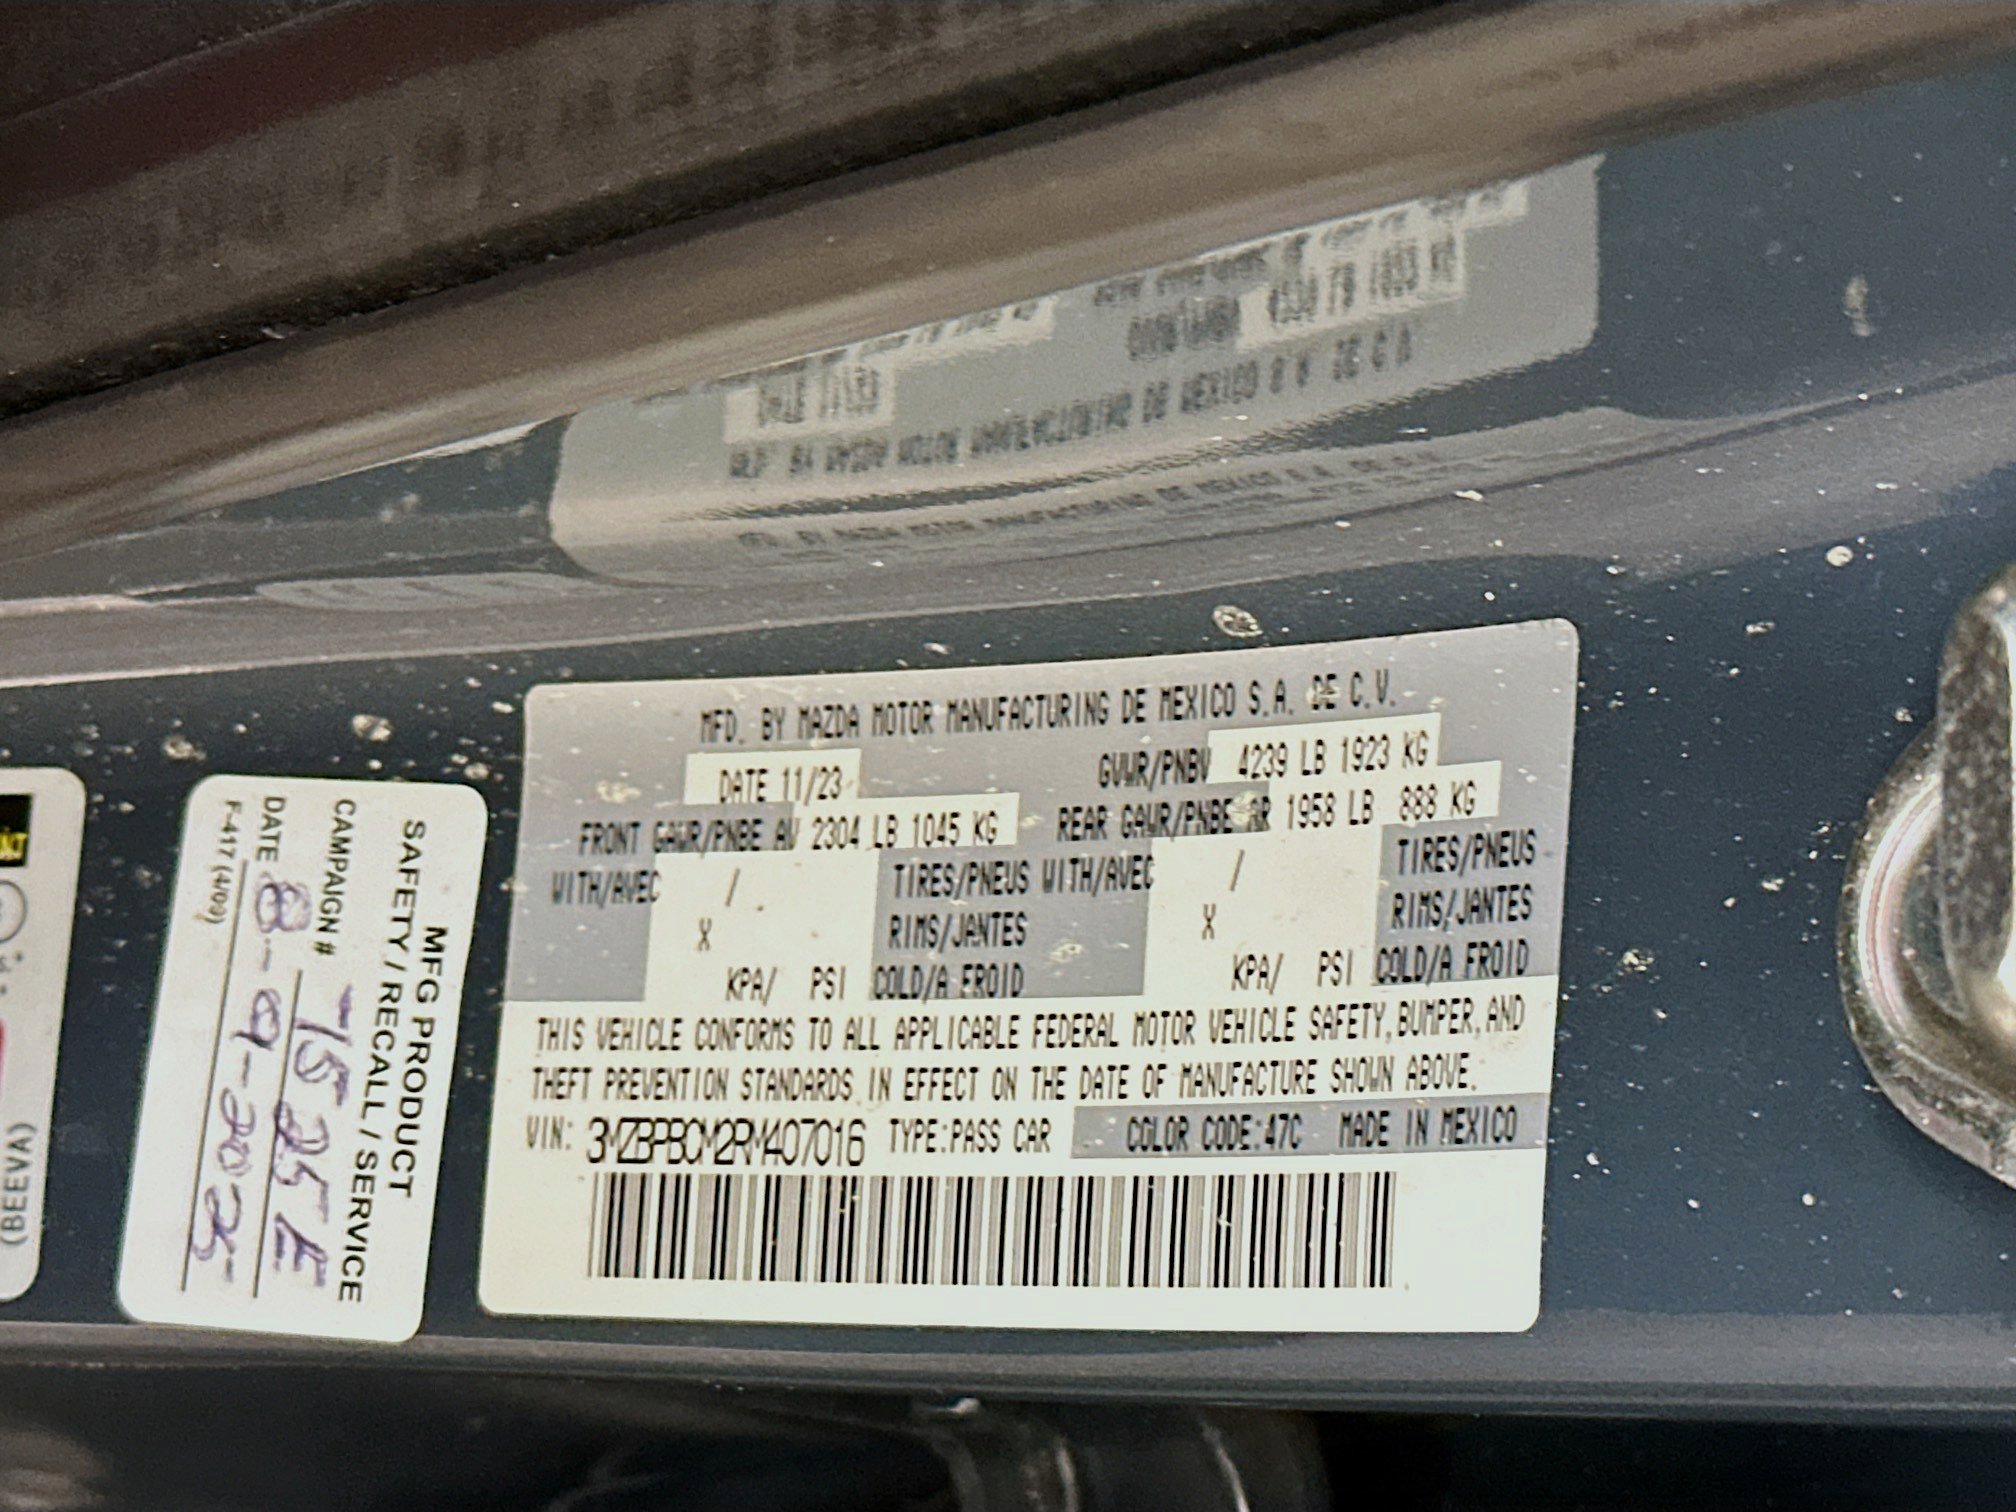 MFD. BY MAZDA MOTOR MANUFACTURING DE MEXICO S.A. DE C.V.
DATE 11/23 GVWR/PNBV 4239 LB 1923 KG
FRONT GAWR/PNBE AV 2304 LB 1045 KG REAR GAWR/PNBE AR 1958 LB 888 KG
WITH/AVEC / TIRES/PNEUS WITH/AVEC / TIRES/PNEUS
X RIMS/JANTES X RIMS/JANTES
KPA/ PSI COLD/A FROID KPA/ PSI COLD/A FROID
THIS VEHICLE CONFORMS TO ALL APPLICABLE FEDERAL MOTOR VEHICLE SAFETY, BUMPER, AND
THEFT PREVENTION STANDARDS IN EFFECT ON THE DATE OF MANUFACTURE SHOWN ABOVE.
VIN: 3MZBPBCM2RM407016 TYPE:PASS CAR COLOR CODE:47C MADE IN MEXICO
MFG PRODUCT
SAFETY / RECALL / SERVICE
CAMPAIGN #
DATE 8-9-2025
F-417 (4/09)
(BEEVA)